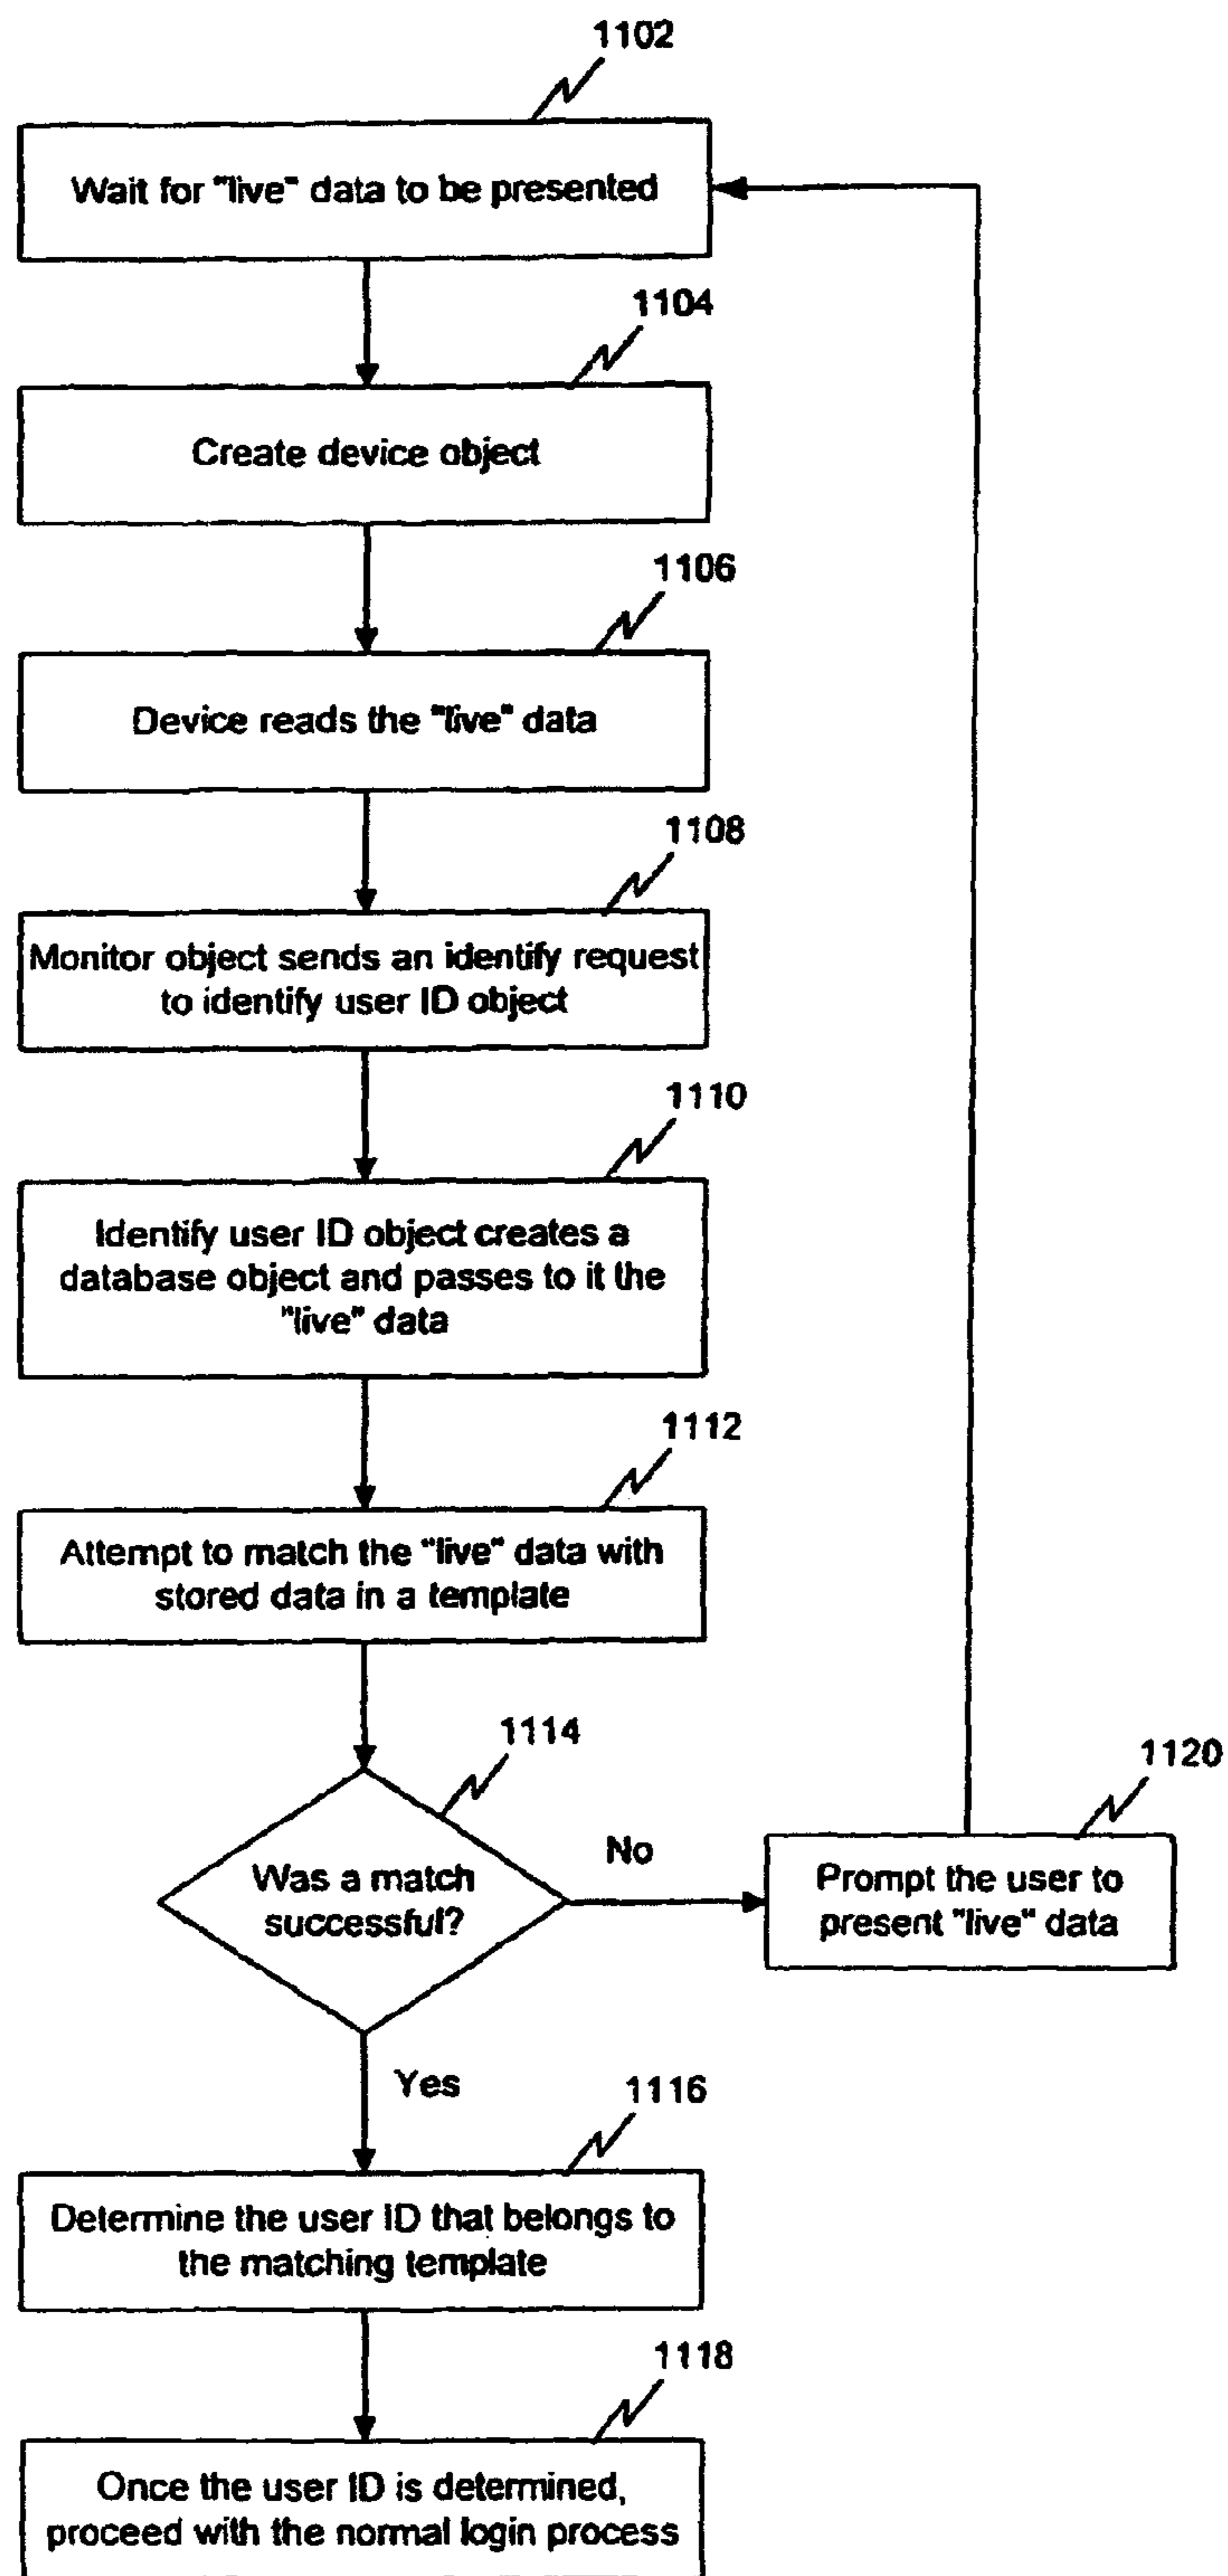 1102
Wait for "live" data to be presented
1104
Create device object
1106
Device reads the "live" data
1108
Monitor object sends an identify request
to identify user ID object
1110
Identify user ID object creates a
database object and passes to it the
"live" data
1112
Attempt to match the "live" data with
stored data in a template
1114
Was a match
successful?
No
1120
Prompt the user to
present "live" data
Yes
1116
Determine the user ID that belongs to
the matching template
1118
Once the user ID is determined,
proceed with the normal login process